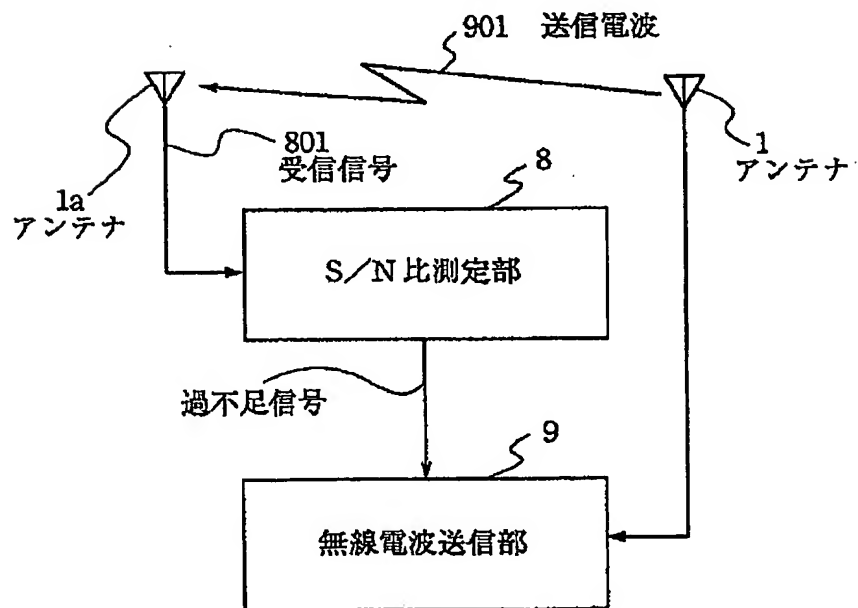 901 送信電波
801
受信信号
1
アンテナ
1a
アンテナ
8
S/N比測定部
過不足信号
9
無線電波送信部